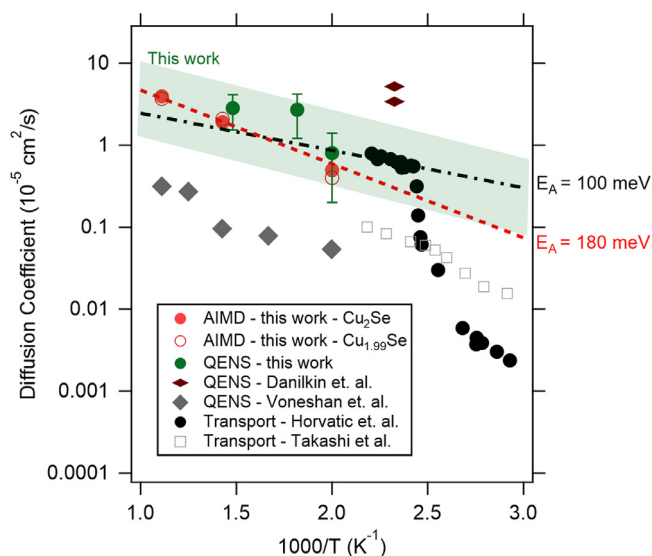 This work
10
1
0.1
0.01
0.001
0.0001
Diffusion Coefficient (10⁻⁵ cm²/s)
E_A = 100 meV
E_A = 180 meV
AIMD - this work - Cu₂Se
AIMD - this work - Cu₁.₉₉Se
QENS - this work
QENS - Danilkin et. al.
QENS - Voneshan et. al.
Transport - Horvatic et. al.
Transport - Takashi et al.
1.0 1.5 2.0 2.5 3.0
1000/T (K⁻¹)